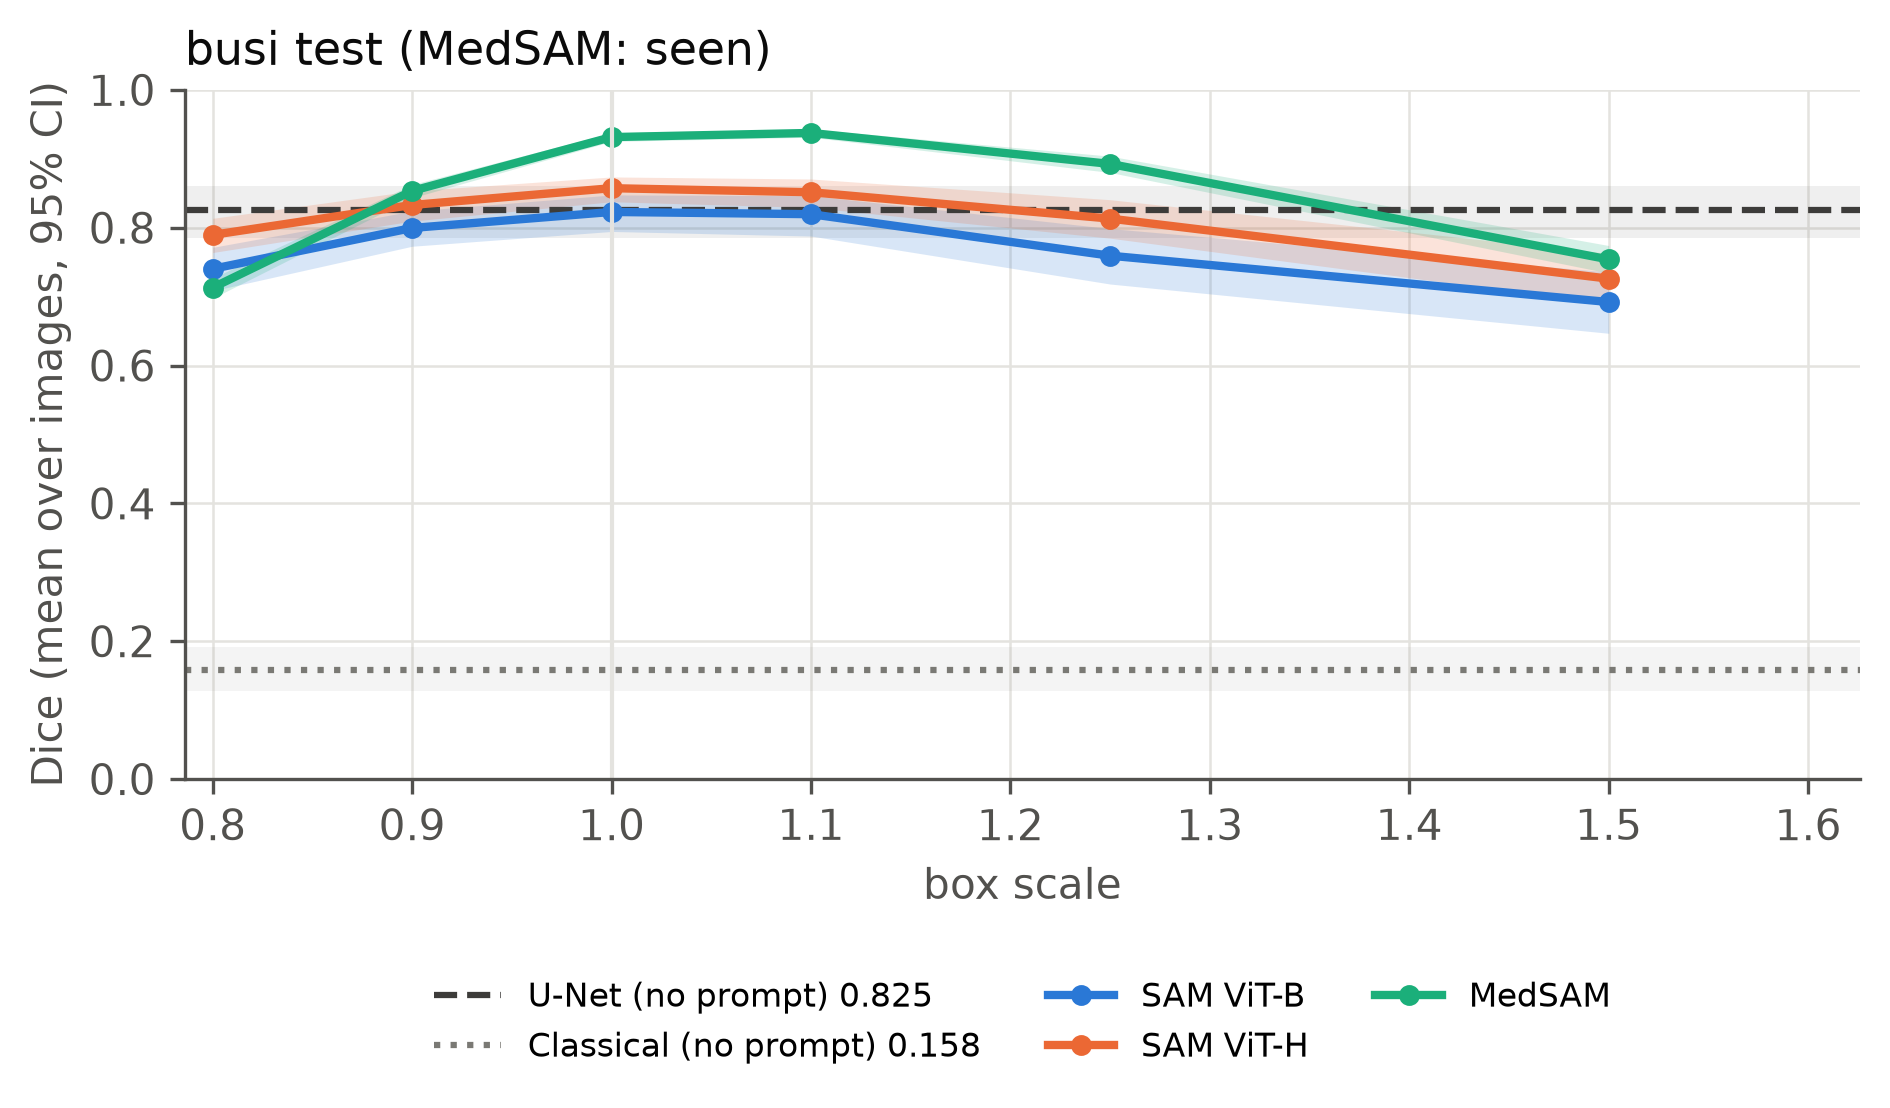 busi test (MedSAM: seen)
Dice (mean over images, 95% CI)
1.0
0.8
0.6
0.4
0.2
0.0
0.8 0.9 1.0 1.1 1.2 1.3 1.4 1.5 1.6
box scale
U-Net (no prompt) 0.825
Classical (no prompt) 0.158
SAM ViT-B
SAM ViT-H
MedSAM